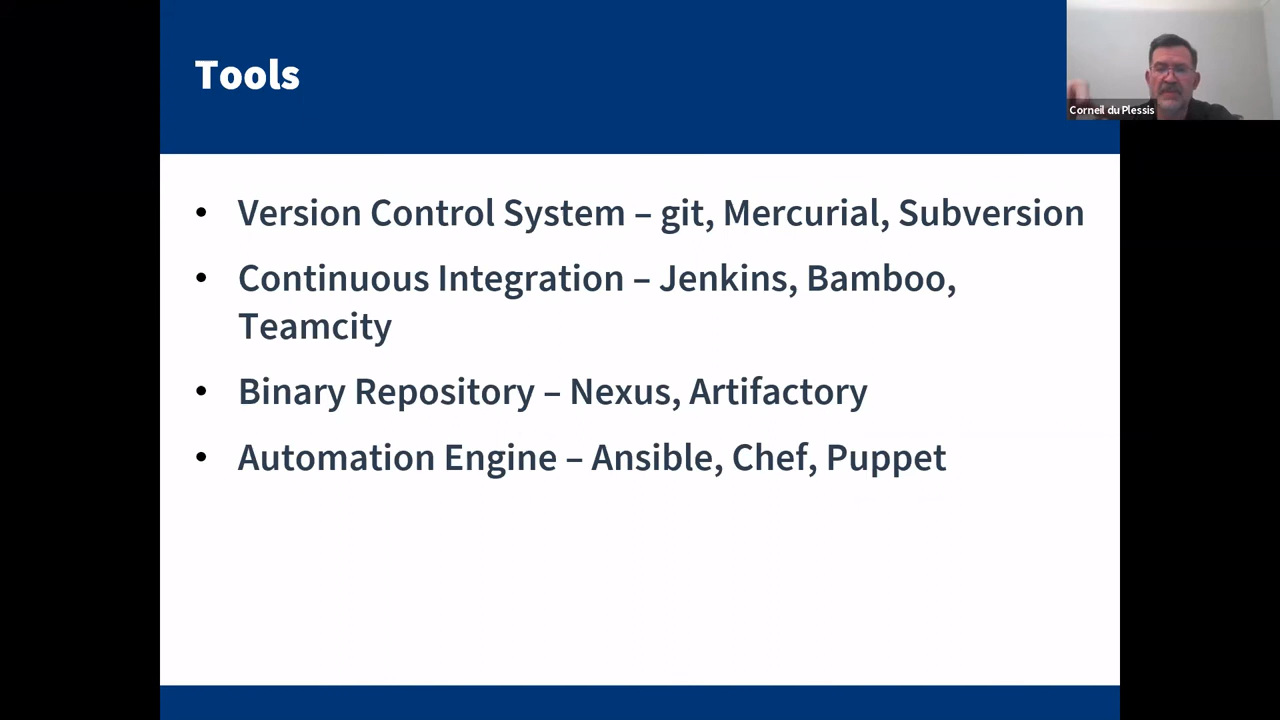 Tools
Corneil du Plessis
• Version Control System – git, Mercurial, Subversion
• Continuous Integration – Jenkins, Bamboo,
Teamcity
• Binary Repository – Nexus, Artifactory
• Automation Engine – Ansible, Chef, Puppet